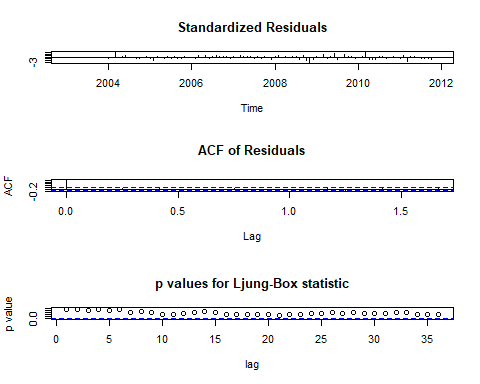 Standardized Residuals
-3
2004 2006 2008 2010 2012
Time
ACF of Residuals
ACF
-0.2
0.0 0.5 1.0 1.5
Lag
p values for Ljung-Box statistic
p value
0.0
0 5 10 15 20 25 30 35
lag